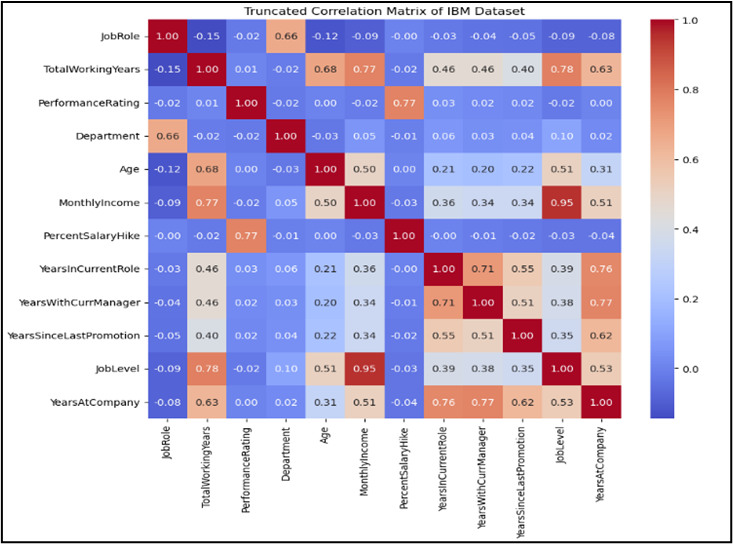 Truncated Correlation Matrix of IBM Dataset
JobRole 1.00 -0.15 -0.02 0.66 -0.12 -0.09 -0.00 -0.03 -0.04 -0.05 -0.09 -0.08
TotalWorkingYears -0.15 1.00 0.01 -0.02 0.68 0.77 -0.02 0.46 0.46 0.40 0.78 0.63
PerformanceRating -0.02 0.01 1.00 -0.02 0.00 -0.02 0.77 0.03 0.02 0.02 -0.02 0.00
Department 0.66 -0.02 -0.02 1.00 -0.03 0.05 -0.01 0.06 0.03 0.04 0.10 0.02
Age -0.12 0.68 0.00 -0.03 1.00 0.50 0.00 0.21 0.20 0.22 0.51 0.31
MonthlyIncome -0.09 0.77 -0.02 0.05 0.50 1.00 -0.03 0.36 0.34 0.34 0.95 0.51
PercentSalaryHike -0.00 -0.02 0.77 -0.01 0.00 -0.03 1.00 -0.00 -0.01 -0.02 -0.03 -0.04
YearsInCurrentRole -0.03 0.46 0.03 0.06 0.21 0.36 -0.00 1.00 0.71 0.55 0.39 0.76
YearsWithCurrManager -0.04 0.46 0.02 0.03 0.20 0.34 -0.01 0.71 1.00 0.51 0.38 0.77
YearsSinceLastPromotion -0.05 0.40 0.02 0.04 0.22 0.34 -0.02 0.55 0.51 1.00 0.35 0.62
JobLevel -0.09 0.78 -0.02 0.10 0.51 0.95 -0.03 0.39 0.38 0.35 1.00 0.53
YearsAtCompany -0.08 0.63 0.00 0.02 0.31 0.51 -0.04 0.76 0.77 0.62 0.53 1.00
JobRole
TotalWorkingYears
PerformanceRating
Department
Age
MonthlyIncome
PercentSalaryHike
YearsInCurrentRole
YearsWithCurrManager
YearsSinceLastPromotion
JobLevel
YearsAtCompany
1.0
0.8
0.6
0.4
0.2
0.0